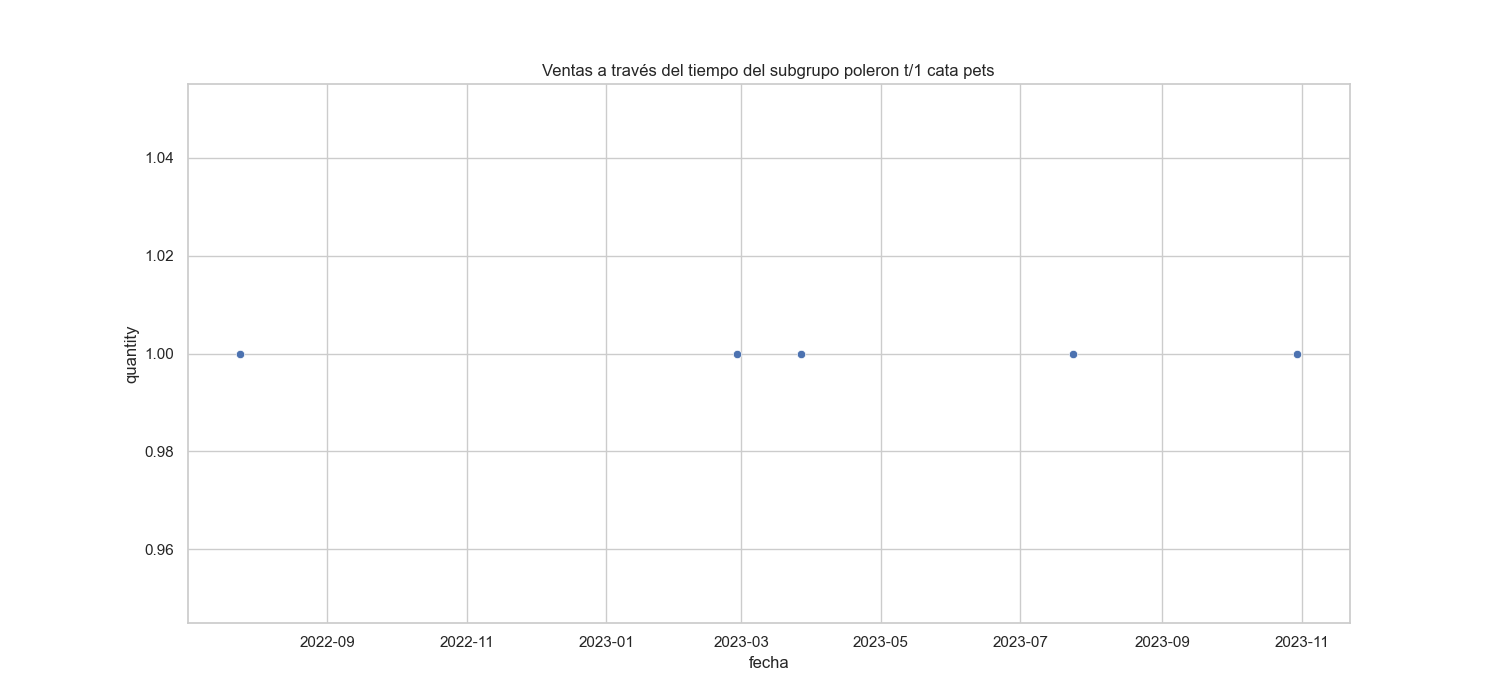 Ventas a través del tiempo del subgrupo poleron t/1 cata pets
1.04
1.02
1.00
0.98
0.96
quantity
2022-09 2022-11 2023-01 2023-03 2023-05 2023-07 2023-09 2023-11
fecha